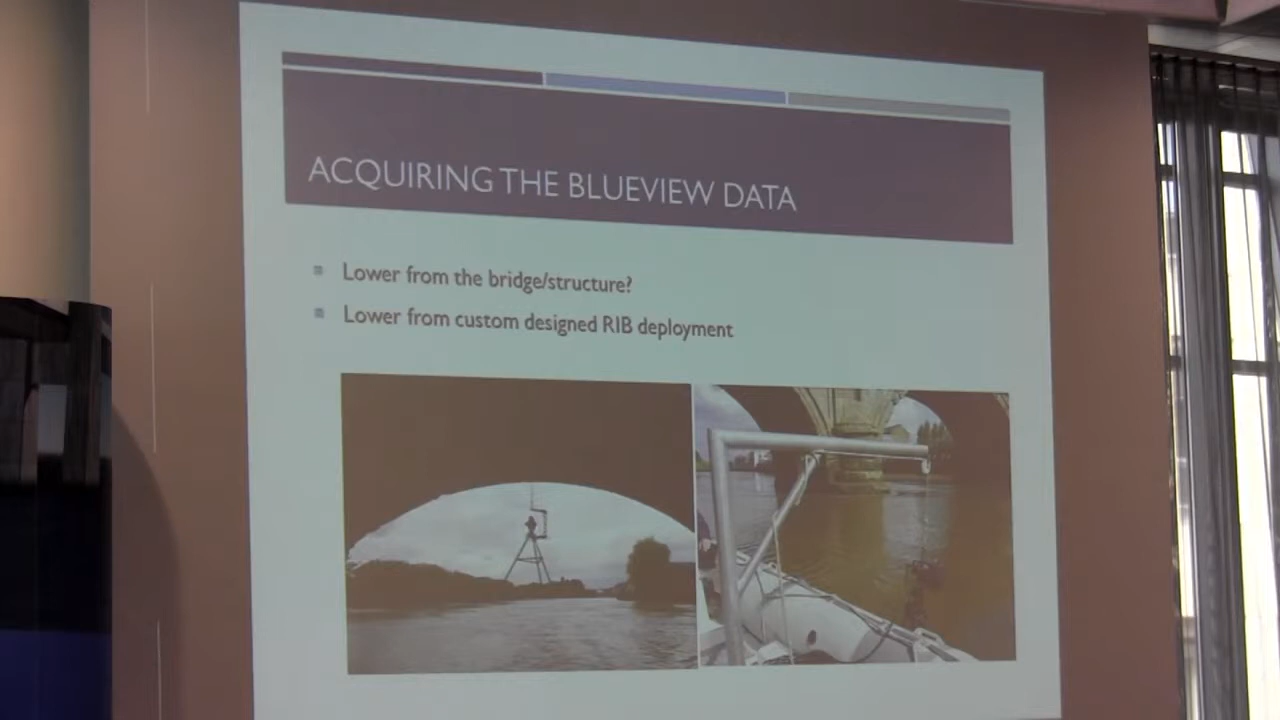 ACQUIRING THE BLUEVIEW DATA
Lower from the bridge/structure?
Lower from custom designed RIB deployment